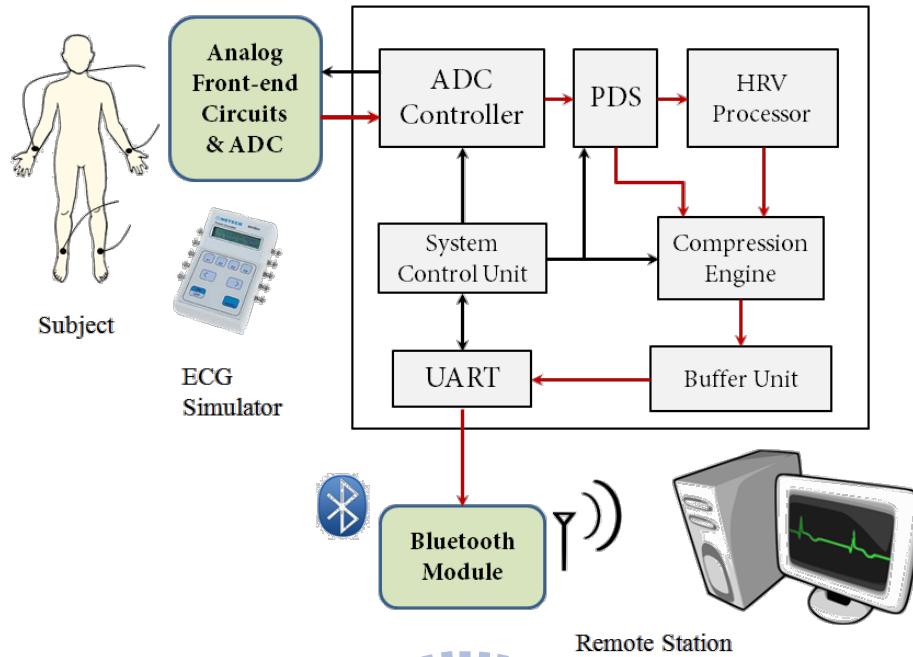 Analog
Front-end
Circuits
& ADC
ADC
Controller
PDS
HRV
Processor
System
Control Unit
Compression
Engine
Subject
UART
Buffer Unit
ECG
Simulator
Bluetooth
Module
Remote Station